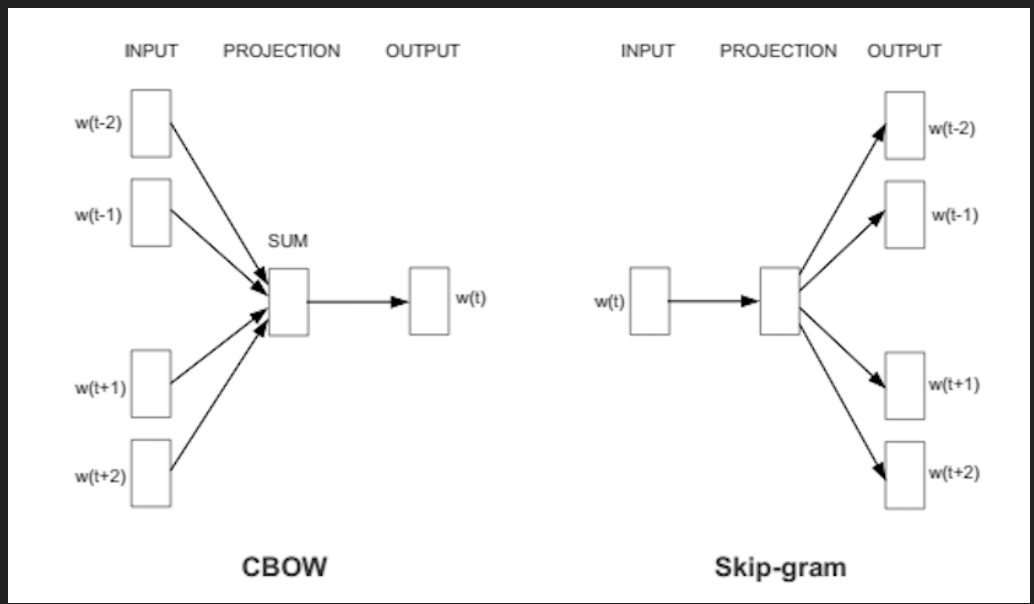 INPUT PROJECTION OUTPUT
w(t-2)
w(t-1)
SUM
w(t)
w(t+1)
w(t+2)
CBOW
INPUT PROJECTION OUTPUT
w(t-2)
w(t-1)
w(t)
w(t+1)
w(t+2)
Skip-gram